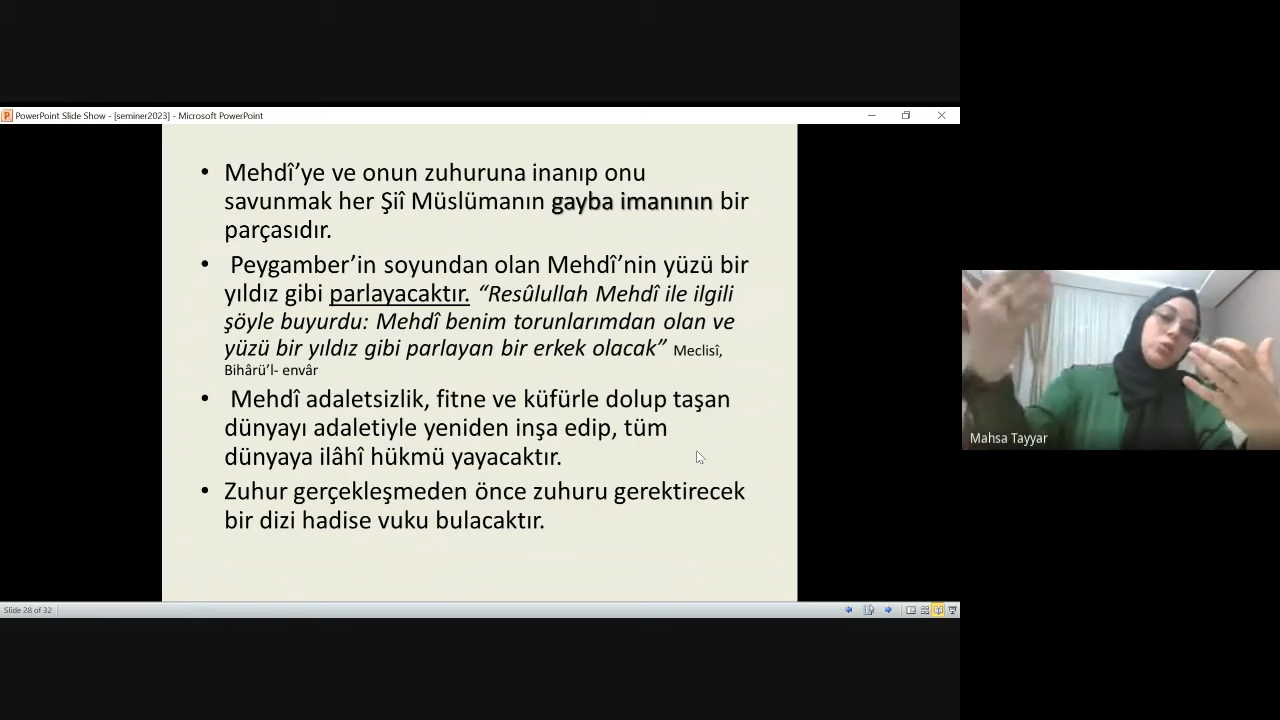 PowerPoint Slide Show - [seminer2023] - Microsoft PowerPoint
• Mehdî’ye ve onun zuhuruna inanıp onu
savunmak her Şiî Müslümanın gayba imanının bir
parçasıdır.
• Peygamber’in soyundan olan Mehdî’nin yüzü bir
yıldız gibi parlayacaktır. “Resûlullah Mehdî ile ilgili
şöyle buyurdu: Mehdî benim torunlarımdan olan ve
yüzü bir yıldız gibi parlayan bir erkek olacak” Meclisî,
Bihârü’l- envâr
• Mehdî adaletsizlik, fitne ve küfürle dolup taşan
dünyayı adaletiyle yeniden inşa edip, tüm
dünyaya ilâhî hükmü yayacaktır.
• Zuhur gerçekleşmeden önce zuhuru gerektirecek
bir dizi hadise vuku bulacaktır.
Slide 28 of 32
Mahsa Tayyar